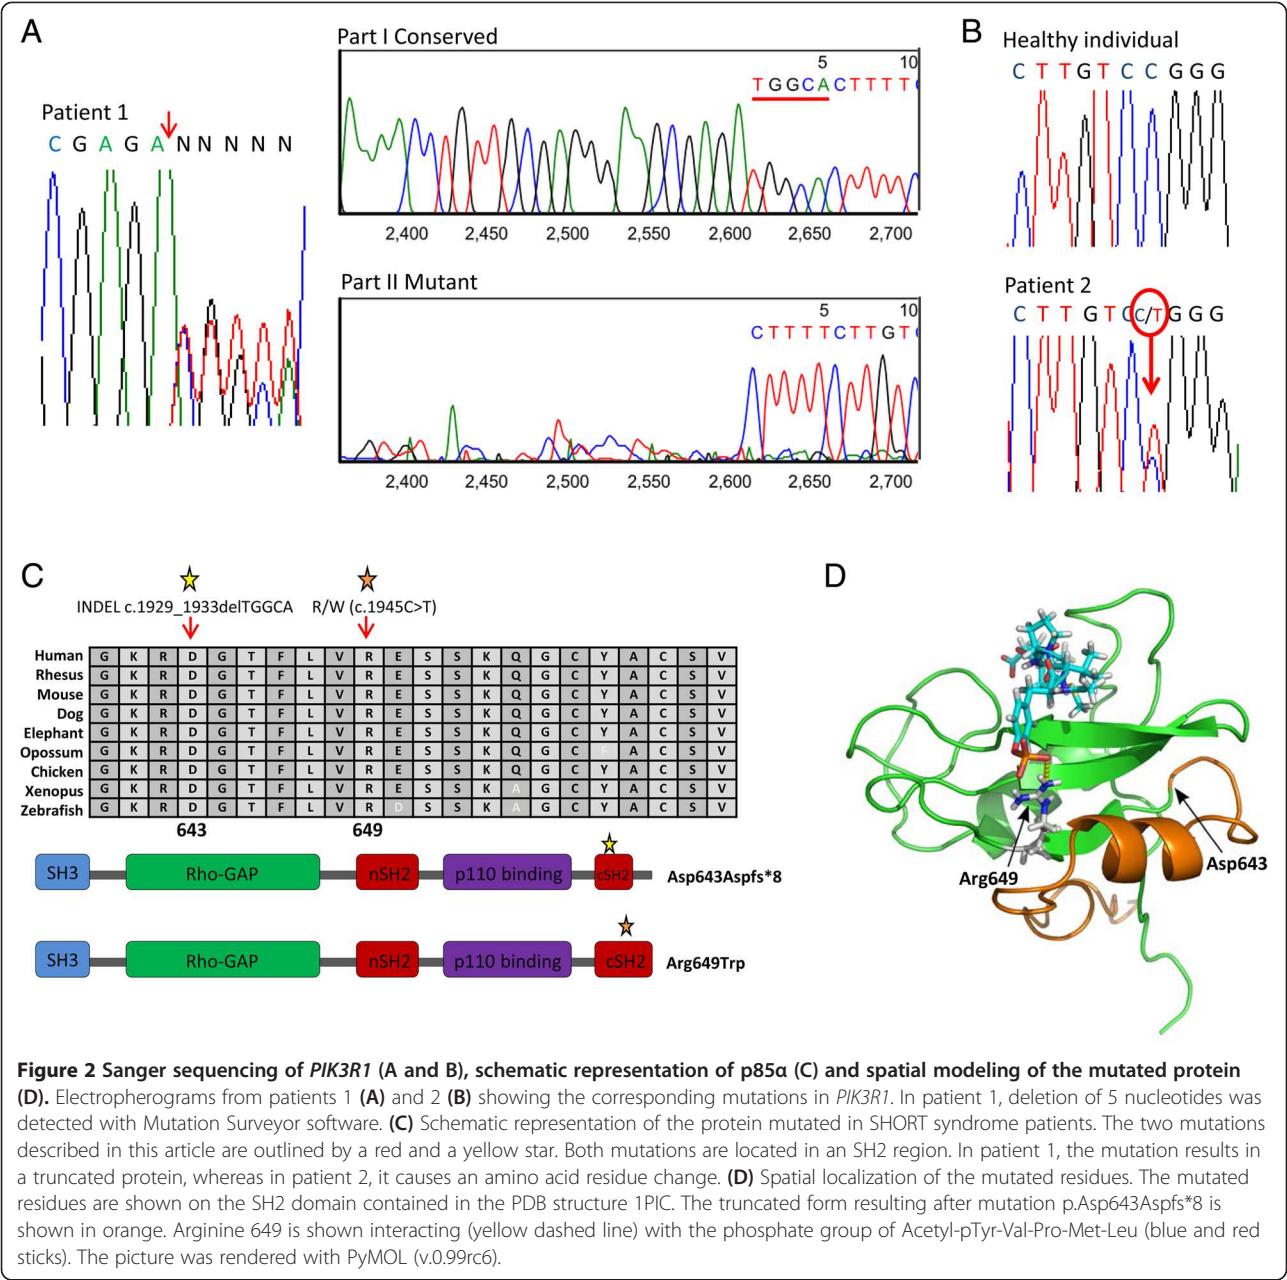 A
Patient 1
C G A G A N N N N N
Part I Conserved
5 10
T G G C A C T T T T
2,400 2,450 2,500 2,550 2,600 2,650 2,700
Part II Mutant
5 10
C T T T T C T T G T
2,400 2,450 2,500 2,550 2,600 2,650 2,700
B
Healthy individual
C T T G T C C G G G
Patient 2
C T T G T C C/T G G G
C
INDEL c.1929_1933delTGGCA R/W (c.1945C>T)
Human G K R D G T F L V R E S S K Q G C Y A C S V
Rhesus G K R D G T F L V R E S S K Q G C Y A C S V
Mouse G K R D G T F L V R E S S K Q G C Y A C S V
Dog G K R D G T F L V R E S S K Q G C Y A C S V
Elephant G K R D G T F L V R E S S K Q G C Y A C S V
Opossum G K R D G T F L V R E S S K Q G C F A C S V
Chicken G K R D G T F L V R E S S K Q G C Y A C S V
Xenopus G K R D G T F L V R E S S K A G C Y A C S V
Zebrafish G K R D G T F L V R D S S K A G C Y A C S V
643 649
SH3 Rho-GAP nSH2 p110 binding cSH2 Asp643Aspfs*8
SH3 Rho-GAP nSH2 p110 binding cSH2 Arg649Trp
D
Arg649
Asp643
Figure 2 Sanger sequencing of PIK3R1 (A and B), schematic representation of p85α (C) and spatial modeling of the mutated protein
(D). Electropherograms from patients 1 (A) and 2 (B) showing the corresponding mutations in PIK3R1. In patient 1, deletion of 5 nucleotides was
detected with Mutation Surveyor software. (C) Schematic representation of the protein mutated in SHORT syndrome patients. The two mutations
described in this article are outlined by a red and a yellow star. Both mutations are located in an SH2 region. In patient 1, the mutation results in
a truncated protein, whereas in patient 2, it causes an amino acid residue change. (D) Spatial localization of the mutated residues. The mutated
residues are shown on the SH2 domain contained in the PDB structure 1PIC. The truncated form resulting after mutation p.Asp643Aspfs*8 is
shown in orange. Arginine 649 is shown interacting (yellow dashed line) with the phosphate group of Acetyl-pTyr-Val-Pro-Met-Leu (blue and red
sticks). The picture was rendered with PyMOL (v.0.99rc6).